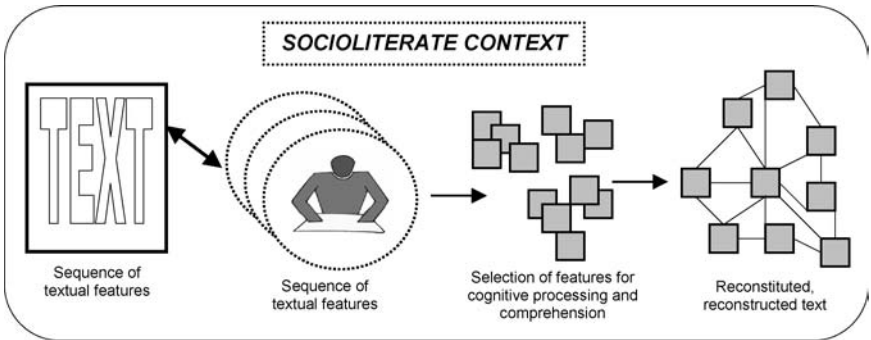 SOCIOLITERATE CONTEXT
TEXT
Sequence of
textual features
Sequence of
textual features
Selection of features for
cognitive processing and
comprehension
Reconstituted,
reconstructed text